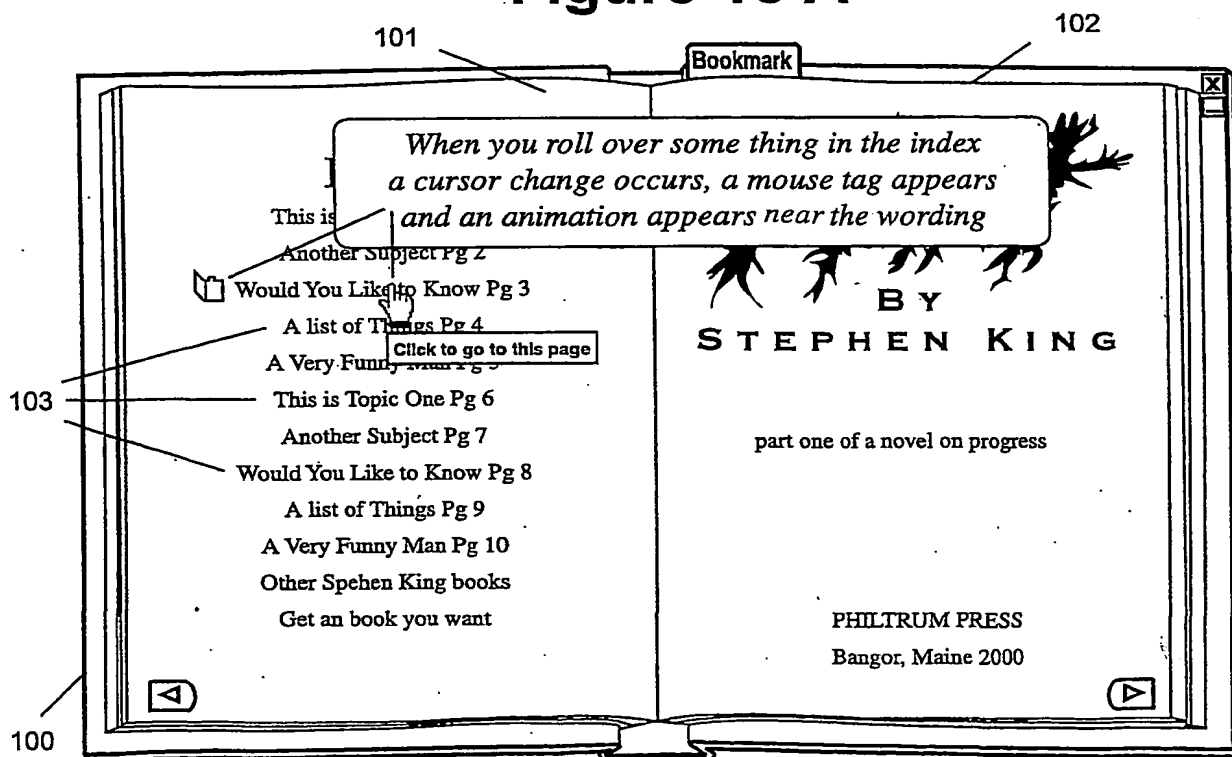 101
102
Bookmark
X
When you roll over some thing in the index
a cursor change occurs, a mouse tag appears
and an animation appears near the wording
This is
Another Subject Pg 2
Would You Like to Know Pg 3
A list of Things Pg 4
Click to go to this page
A Very Funny Man Pg 5
103
This is Topic One Pg 6
Another Subject Pg 7
Would You Like to Know Pg 8
A list of Things Pg 9
A Very Funny Man Pg 10
Other Spehen King books
Get an book you want
BY
STEPHEN KING
part one of a novel on progress
PHILTRUM PRESS
Bangor, Maine 2000
100